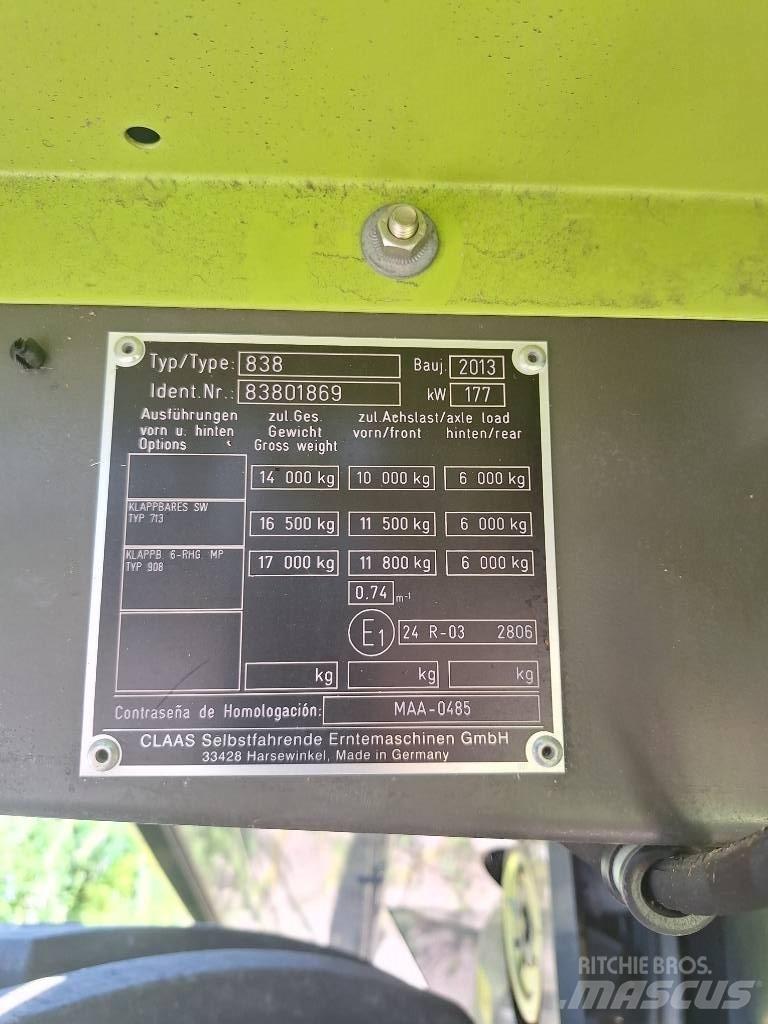 Typ/Type: 838 Bauj. 2013
Ident.Nr.: 83801869 kW 177
Ausführungen zul.Ges. zul.Achslast/axle load
vorn u. hinten Gewicht vorn/front hinten/rear
Options Gross weight
14 000 kg 10 000 kg 6 000 kg
KLAPPBARES SW
TYP 713
16 500 kg 11 500 kg 6 000 kg
KLAPPB. 6-RHG. MP
TYP 908
17 000 kg 11 800 kg 6 000 kg
0,74 m⁻¹
E1 24 R-03 2806
kg kg kg
Contraseña de Homologación: MAA-0485
CLAAS Selbstfahrende Erntemaschinen GmbH
33428 Harsewinkel, Made in Germany
RITCHIE BROS.
MASCUS